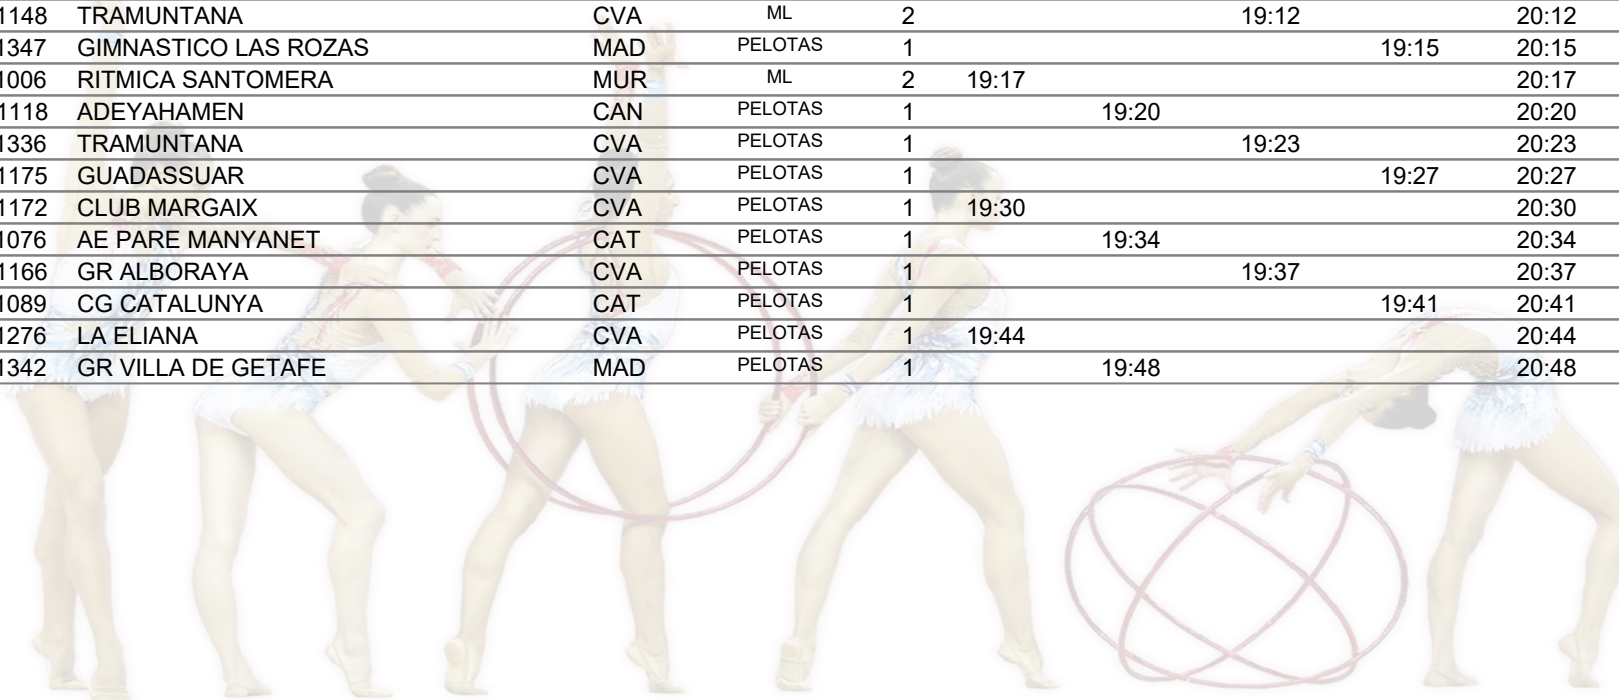 1148 TRAMUNTANA CVA ML 2 19:12 20:12
1347 GIMNASTICO LAS ROZAS MAD PELOTAS 1 19:15 20:15
1006 RITMICA SANTOMERA MUR ML 2 19:17 20:17
1118 ADEYAHAMEN CAN PELOTAS 1 19:20 20:20
1336 TRAMUNTANA CVA PELOTAS 1 19:23 20:23
1175 GUADASSUAR CVA PELOTAS 1 19:27 20:27
1172 CLUB MARGAIX CVA PELOTAS 1 19:30 20:30
1076 AE PARE MANYANET CAT PELOTAS 1 19:34 20:34
1166 GR ALBORAYA CVA PELOTAS 1 19:37 20:37
1089 CG CATALUNYA CAT PELOTAS 1 19:41 20:41
1276 LA ELIANA CVA PELOTAS 1 19:44 20:44
1342 GR VILLA DE GETAFE MAD PELOTAS 1 19:48 20:48